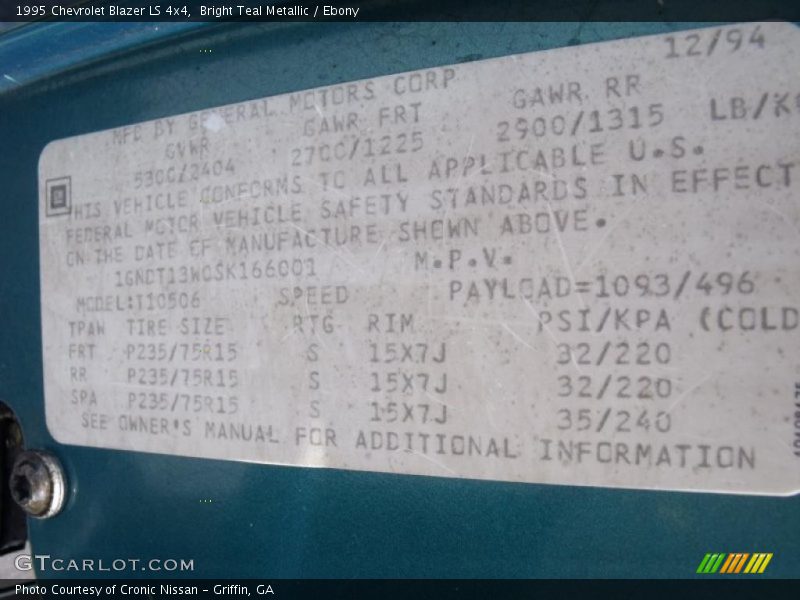 1995 Chevrolet Blazer LS 4x4,  Bright Teal Metallic / Ebony
12/94
MFD BY GENERAL MOTORS CORP
GVWR GAWR FRT GAWR RR
5300/2404 2700/1225 2900/1315 LB/KG
THIS VEHICLE CONFORMS TO ALL APPLICABLE U.S.
FEDERAL MOTOR VEHICLE SAFETY STANDARDS IN EFFECT
ON THE DATE OF MANUFACTURE SHOWN ABOVE.
1GNDT13W0SK166001 M.P.V.
MODEL:T10506 SPEED PAYLOAD=1093/496
TPAW TIRE SIZE RTG RIM PSI/KPA (COLD
FRT P235/75R15 S 15X7J 32/220
RR P235/75R15 S 15X7J 32/220
SPA P235/75R15 S 15X7J 35/240
SEE OWNER'S MANUAL FOR ADDITIONAL INFORMATION
GTCARLOT.COM
Photo Courtesy of Cronic Nissan - Griffin, GA